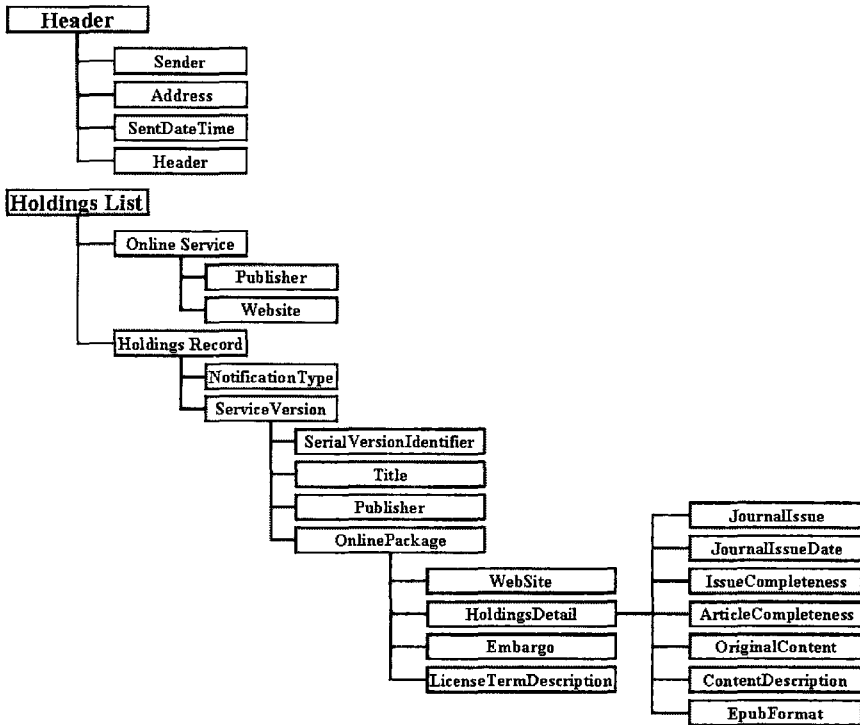 Header
Sender
Address
SentDateTime
Header
Holdings List
Online Service
Publisher
Website
Holdings Record
NotificationType
ServiceVersion
SerialVersionIdentifier
Title
Publisher
OnlinePackage
WebSite
HoldingsDetail
Embargo
LicenseTermDescription
JournalIssue
JournalIssueDate
IssueCompleteness
ArticleCompleteness
OriginalContent
ContentDescription
EpubFormat